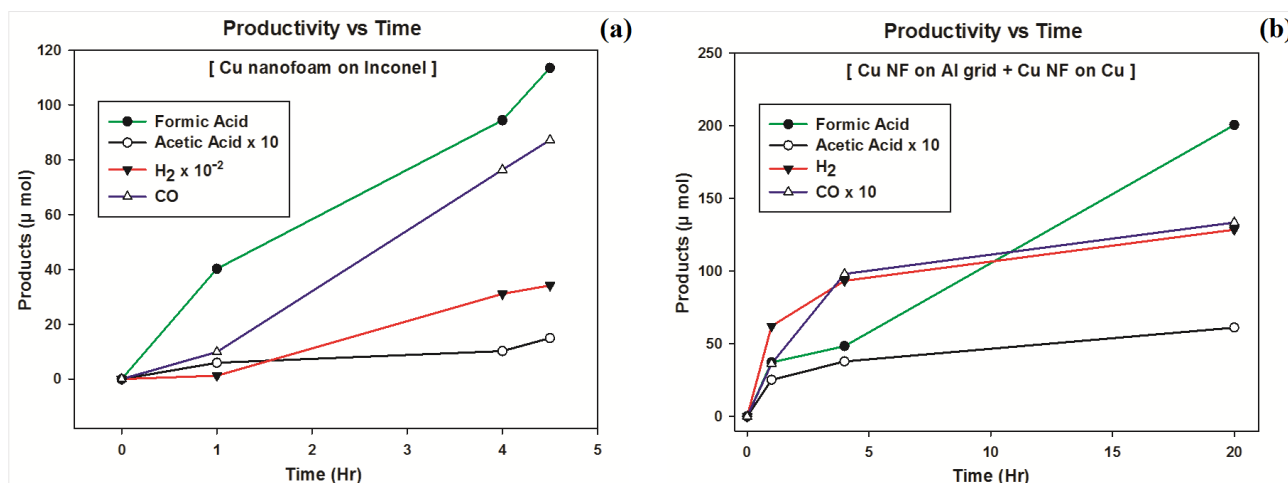 Productivity vs Time
(a)
[ Cu nanofoam on Inconel ]
Formic Acid
Acetic Acid x 10
H₂ x 10⁻²
CO
Products (µ mol)
120
100
80
60
40
20
0
0 1 2 3 4 5
Time (Hr)
Productivity vs Time
(b)
[ Cu NF on Al grid + Cu NF on Cu ]
Formic Acid
Acetic Acid x 10
H₂
CO x 10
Products (µ mol)
250
200
150
100
50
0
0 5 10 15 20
Time (Hr)